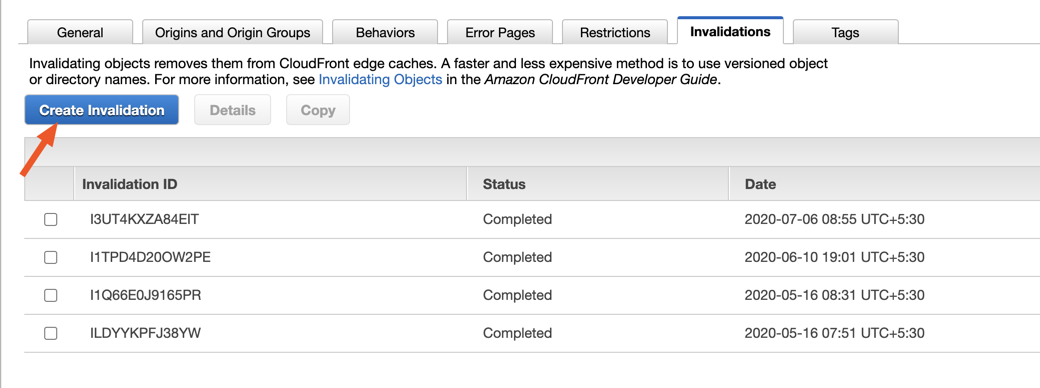 General Origins and Origin Groups Behaviors Error Pages Restrictions Invalidations Tags
Invalidating objects removes them from CloudFront edge caches. A faster and less expensive method is to use versioned object
or directory names. For more information, see Invalidating Objects in the Amazon CloudFront Developer Guide.
Create Invalidation Details Copy
Invalidation ID Status Date
I3UT4KXZA84EIT Completed 2020-07-06 08:55 UTC+5:30
I1TPD4D20OW2PE Completed 2020-06-10 19:01 UTC+5:30
I1Q66E0J9165PR Completed 2020-05-16 08:31 UTC+5:30
ILDYYKPFJ38YW Completed 2020-05-16 07:51 UTC+5:30